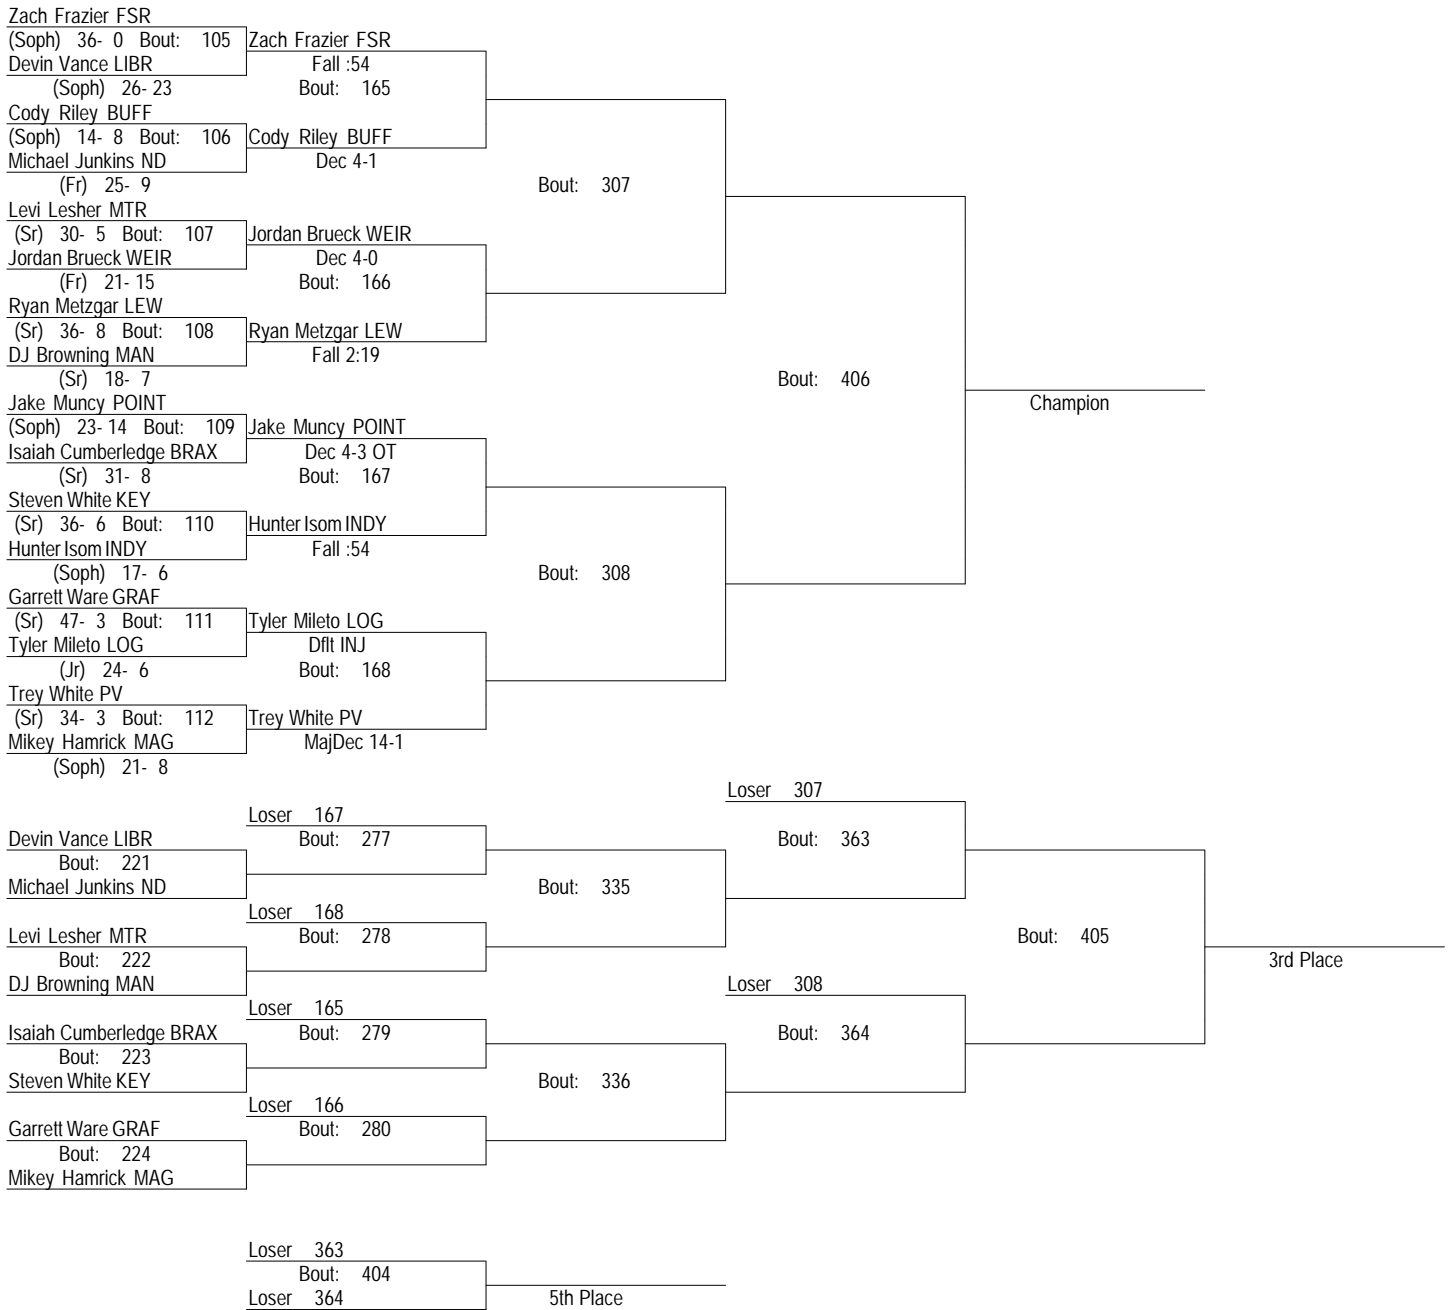 Zach Frazier FSR
(Soph) 36- 0 Bout: 105 Zach Frazier FSR
Devin Vance LIBR Fall :54
(Soph) 26- 23 Bout: 165
Cody Riley BUFF
(Soph) 14- 8 Bout: 106 Cody Riley BUFF
Michael Junkins ND Dec 4-1
(Fr) 25- 9 Bout: 307
Levi Lesher MTR
(Sr) 30- 5 Bout: 107 Jordan Brueck WEIR
Jordan Brueck WEIR Dec 4-0
(Fr) 21- 15 Bout: 166
Ryan Metzgar LEW
(Sr) 36- 8 Bout: 108 Ryan Metzgar LEW
DJ Browning MAN Fall 2:19
(Sr) 18- 7 Bout: 406
Jake Muncy POINT Champion
(Soph) 23- 14 Bout: 109 Jake Muncy POINT
Isaiah Cumberledge BRAX Dec 4-3 OT
(Sr) 31- 8 Bout: 167
Steven White KEY
(Sr) 36- 6 Bout: 110 Hunter Isom INDY
Hunter Isom INDY Fall :54
(Soph) 17- 6 Bout: 308
Garrett Ware GRAF
(Sr) 47- 3 Bout: 111 Tyler Mileto LOG
Tyler Mileto LOG Dflt INJ
(Jr) 24- 6 Bout: 168
Trey White PV
(Sr) 34- 3 Bout: 112 Trey White PV
Mikey Hamrick MAG MajDec 14-1
(Soph) 21- 8
Loser 307
Loser 167
Devin Vance LIBR Bout: 277 Bout: 363
Bout: 221
Michael Junkins ND Bout: 335
Loser 168
Levi Lesher MTR Bout: 278 Bout: 405
Bout: 222 3rd Place
DJ Browning MAN Loser 308
Loser 165
Isaiah Cumberledge BRAX Bout: 279 Bout: 364
Bout: 223
Steven White KEY Bout: 336
Loser 166
Garrett Ware GRAF Bout: 280
Bout: 224
Mikey Hamrick MAG
Loser 363
Bout: 404
Loser 364 5th Place